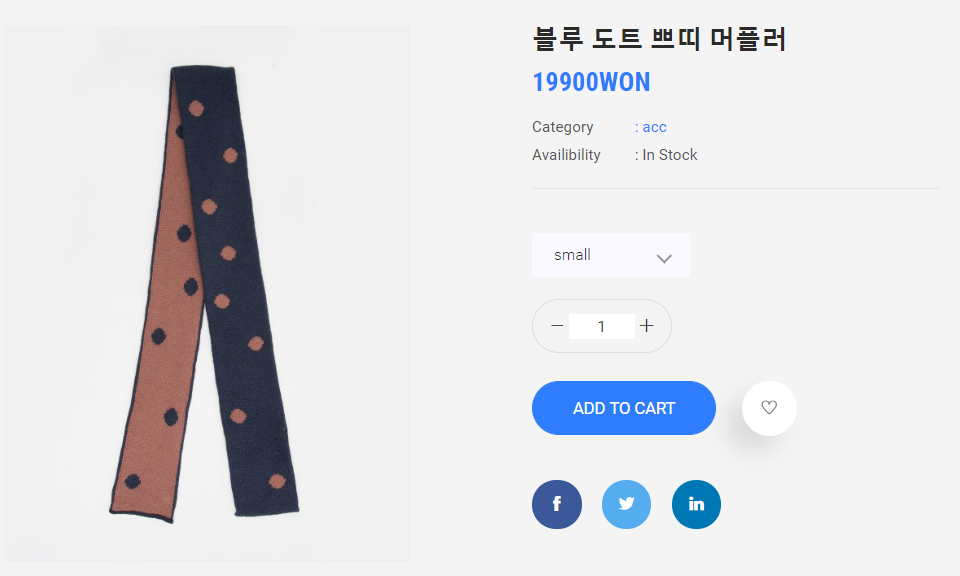 블루 도트 쁘띠 머플러
19900WON
Category : acc
Availibility : In Stock
small
− 1 +
ADD TO CART
f
in